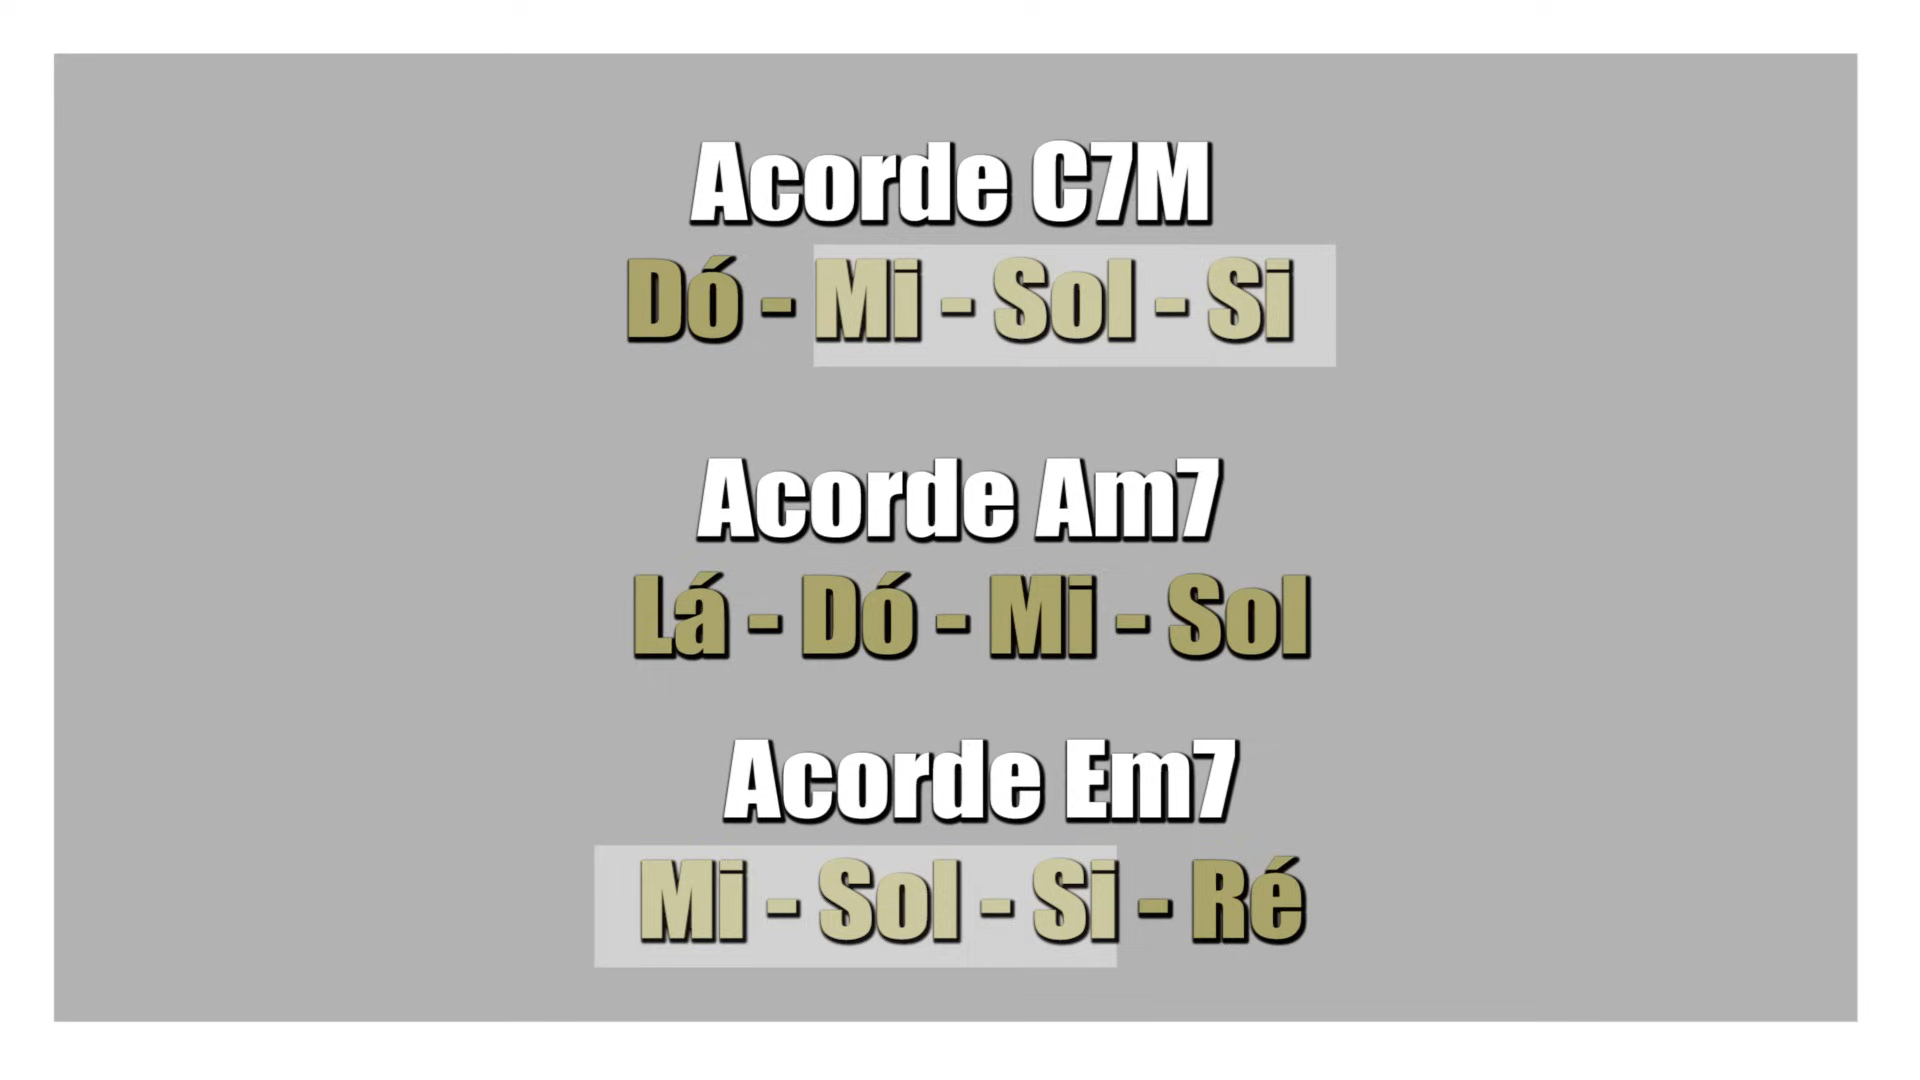 Acorde C7M
Dó - Mi - Sol - Si
Acorde Am7
Lá - Dó - Mi - Sol
Acorde Em7
Mi - Sol - Si - Ré